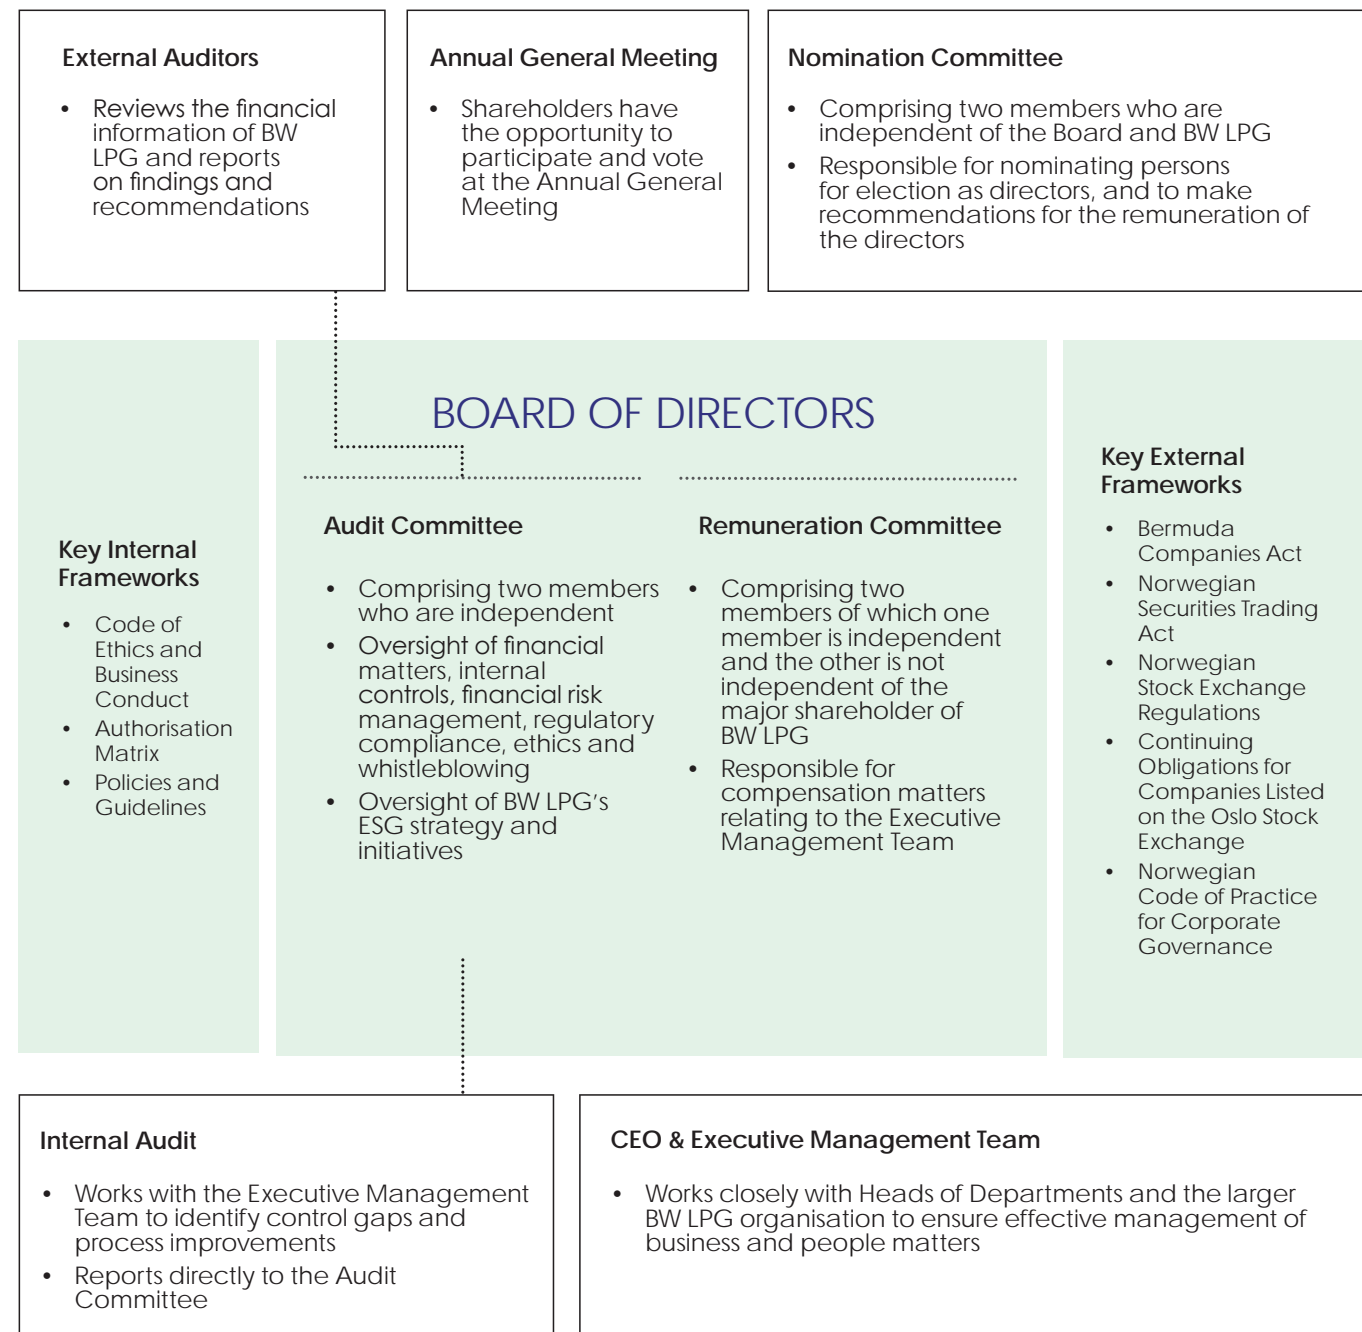 External Auditors
• Reviews the financial
information of BW
LPG and reports
on findings and
recommendations
Annual General Meeting
• Shareholders have
the opportunity to
participate and vote
at the Annual General
Meeting
Nomination Committee
• Comprising two members who are
independent of the Board and BW LPG
• Responsible for nominating persons
for election as directors, and to make
recommendations for the remuneration of
the directors
Key Internal
Frameworks
• Code of
Ethics and
Business
Conduct
• Authorisation
Matrix
• Policies and
Guidelines
BOARD OF DIRECTORS
Audit Committee
• Comprising two members
who are independent
• Oversight of financial
matters, internal
controls, financial risk
management, regulatory
compliance, ethics and
whistleblowing
• Oversight of BW LPG’s
ESG strategy and
initiatives
Remuneration Committee
• Comprising two
members of which one
member is independent
and the other is not
independent of the
major shareholder of
BW LPG
• Responsible for
compensation matters
relating to the Executive
Management Team
Key External
Frameworks
• Bermuda
Companies Act
• Norwegian
Securities Trading
Act
• Norwegian
Stock Exchange
Regulations
• Continuing
Obligations for
Companies Listed
on the Oslo Stock
Exchange
• Norwegian
Code of Practice
for Corporate
Governance
Internal Audit
• Works with the Executive Management
Team to identify control gaps and
process improvements
• Reports directly to the Audit
Committee
CEO & Executive Management Team
• Works closely with Heads of Departments and the larger
BW LPG organisation to ensure effective management of
business and people matters